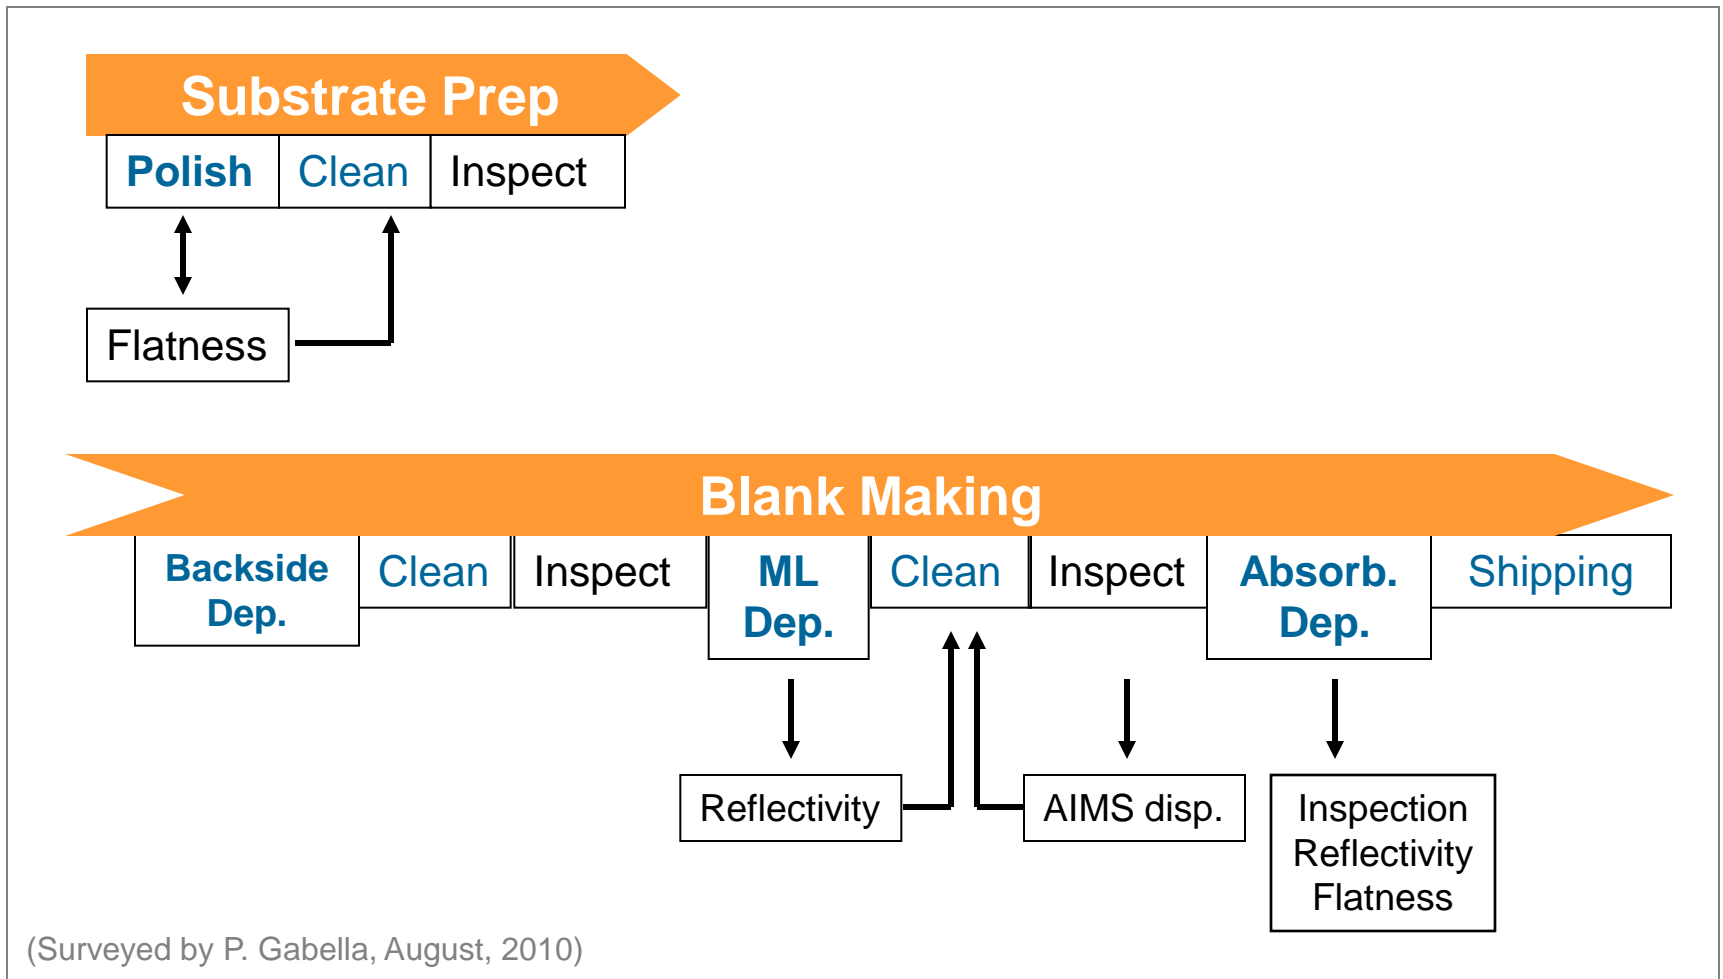 Substrate Prep
Polish
Clean
Inspect
Flatness
Blank Making
Backside
Dep.
Clean
Inspect
ML
Dep.
Clean
Inspect
Absorb.
Dep.
Shipping
Reflectivity
AIMS disp.
Inspection
Reflectivity
Flatness
(Surveyed by P. Gabella, August, 2010)